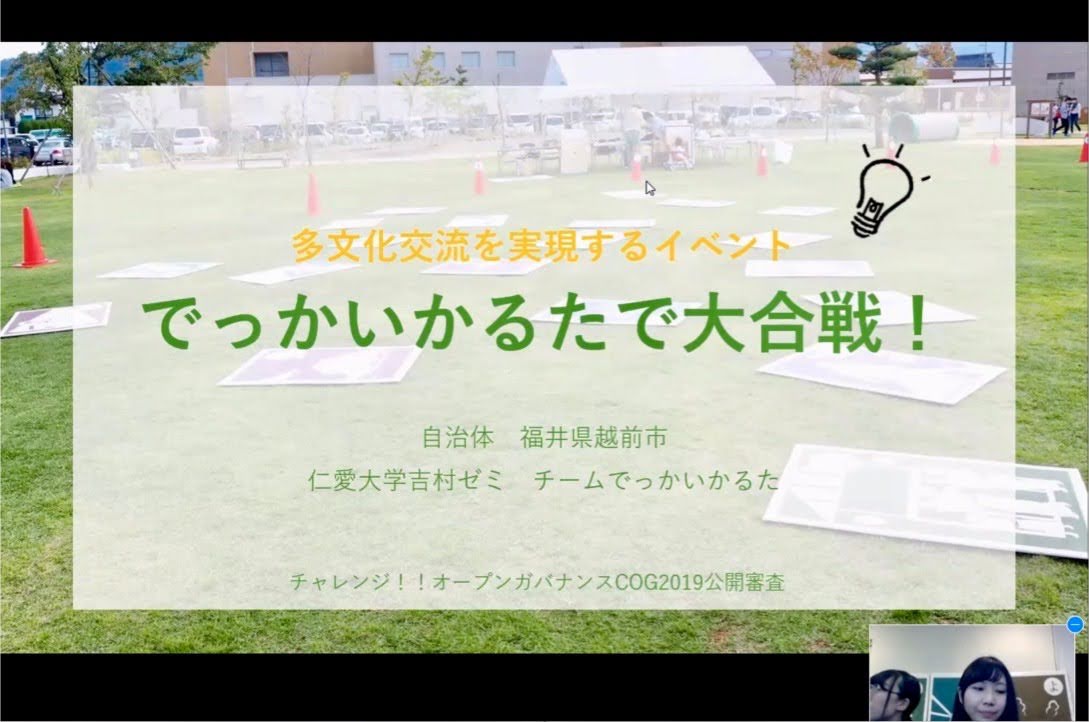 多文化交流を実現するイベント
でっかいかるたで大合戦！
自治体　福井県越前市
仁愛大学吉村ゼミ　チームでっかいかるた
チャレンジ！！オープンガバナンスCOG2019公開審査
よ